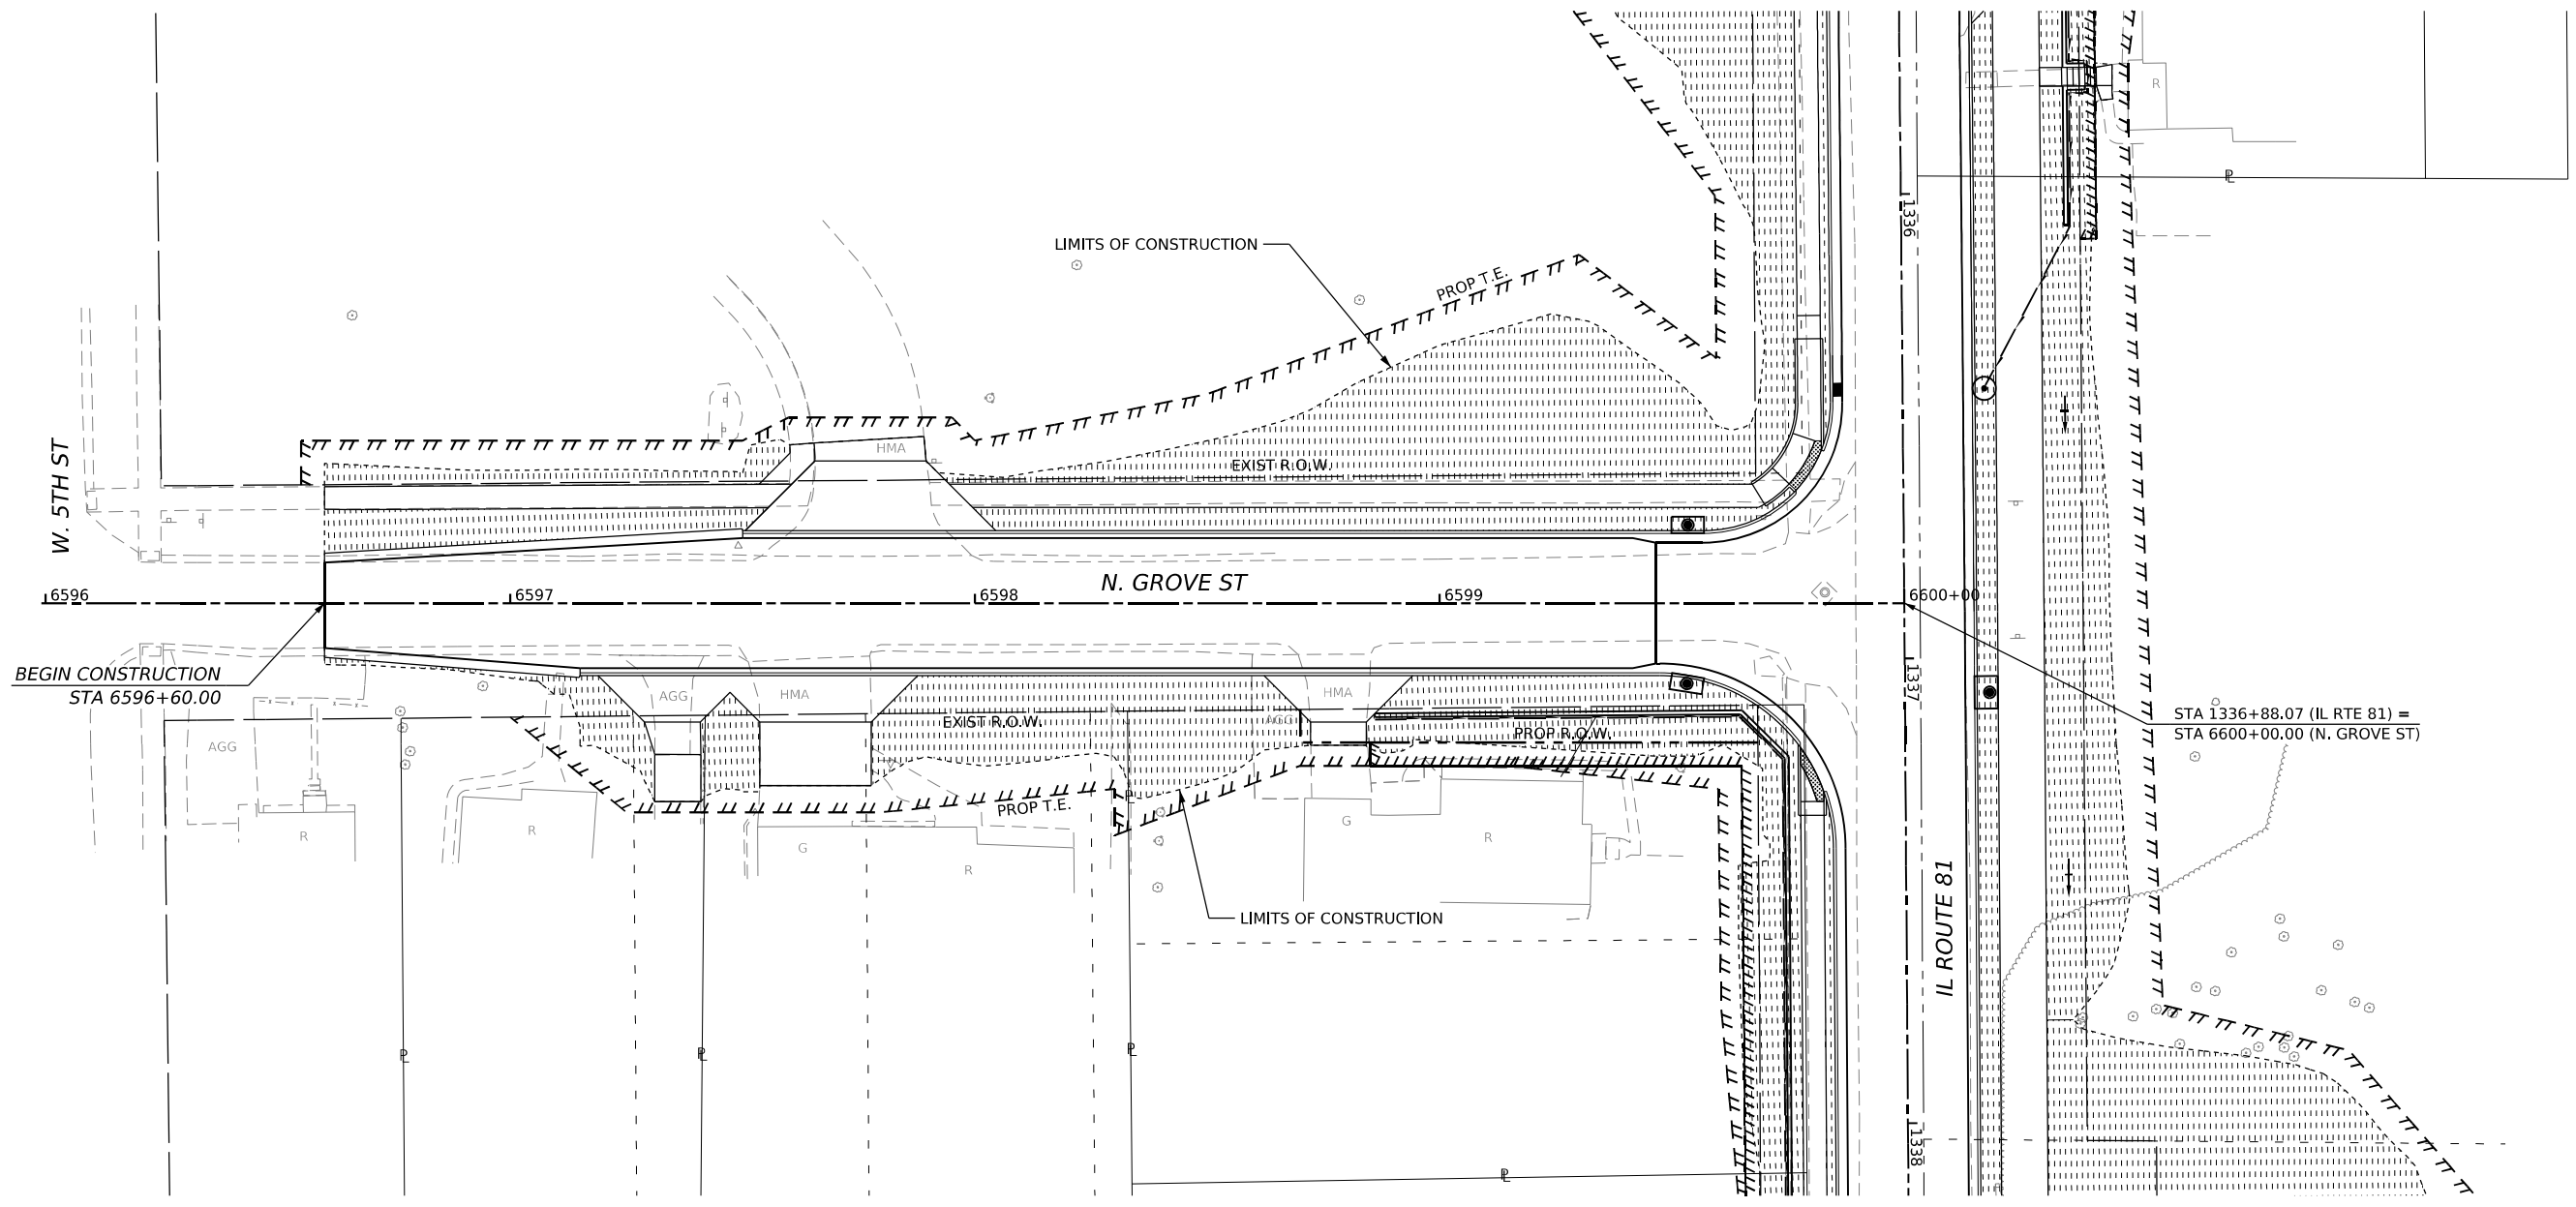 R
1336
℄
LIMITS OF CONSTRUCTION
PROP T.E.
HMA
EXIST R.O.W.
W. 5TH ST
N. GROVE ST
6596
6597
6598
6599
6600+00
BEGIN CONSTRUCTION
STA 6596+60.00
1337
AGG
HMA
HMA
STA 1336+88.07 (IL RTE 81) =
STA 6600+00.00 (N. GROVE ST)
EXIST R.O.W.
AGG
PROP R.O.W.
AGG
PROP T.E.
R
R
G
R
G
R
LIMITS OF CONSTRUCTION
IL ROUTE 81
1338